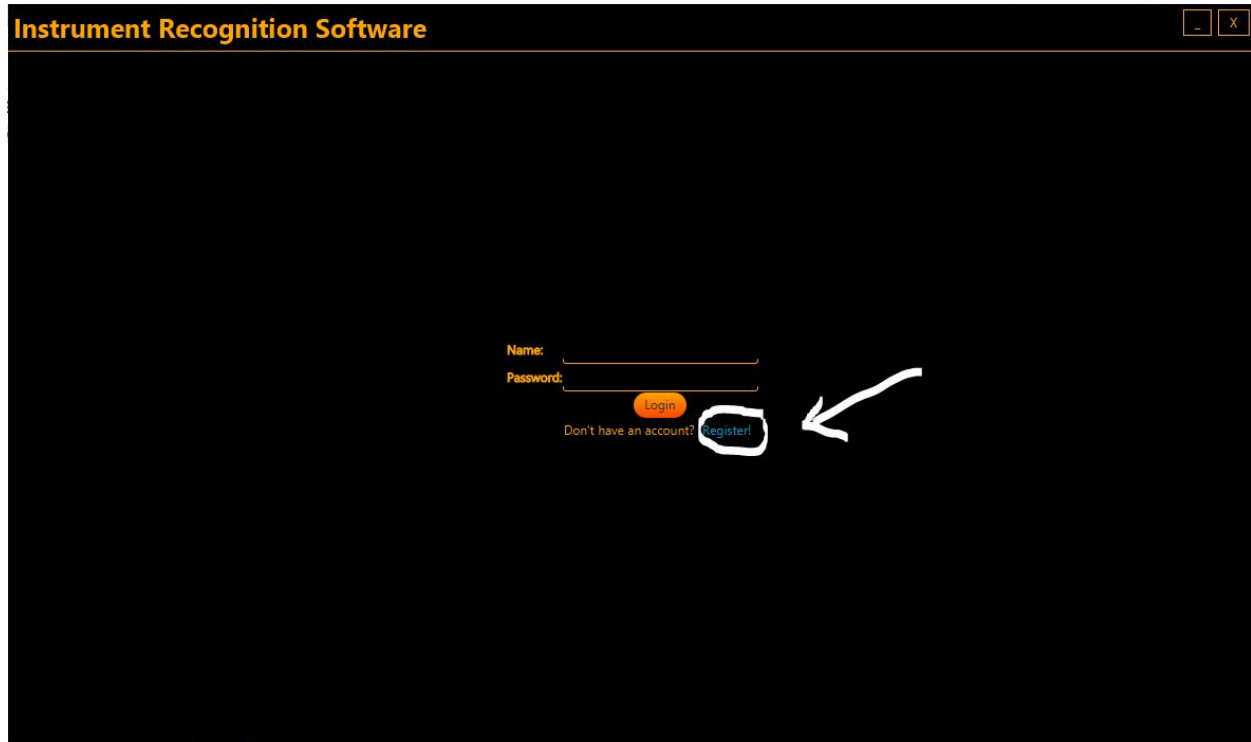 Instrument Recognition Software
_ X
Name:
Password:
Login
Don't have an account? Register!